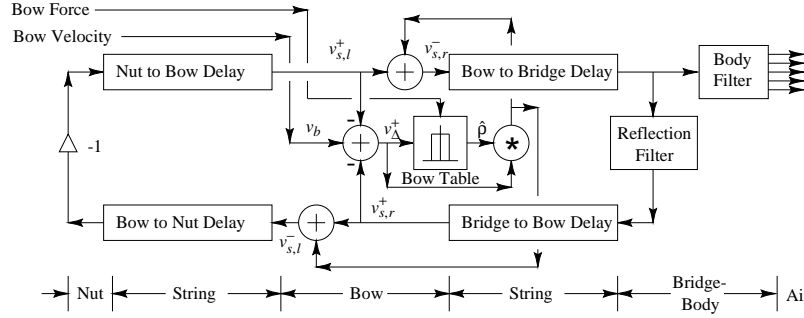 Bow Force
Bow Velocity
v⁺s,l
v⁻s,r
Nut to Bow Delay
Bow to Bridge Delay
Body
Filter
-1
vb
-
-
v⁺Δ
ρ̂
*
Bow Table
Reflection
Filter
Bow to Nut Delay
v⁻s,l
v⁺s,r
Bridge to Bow Delay
Nut
String
Bow
String
Bridge-
Body
Ai